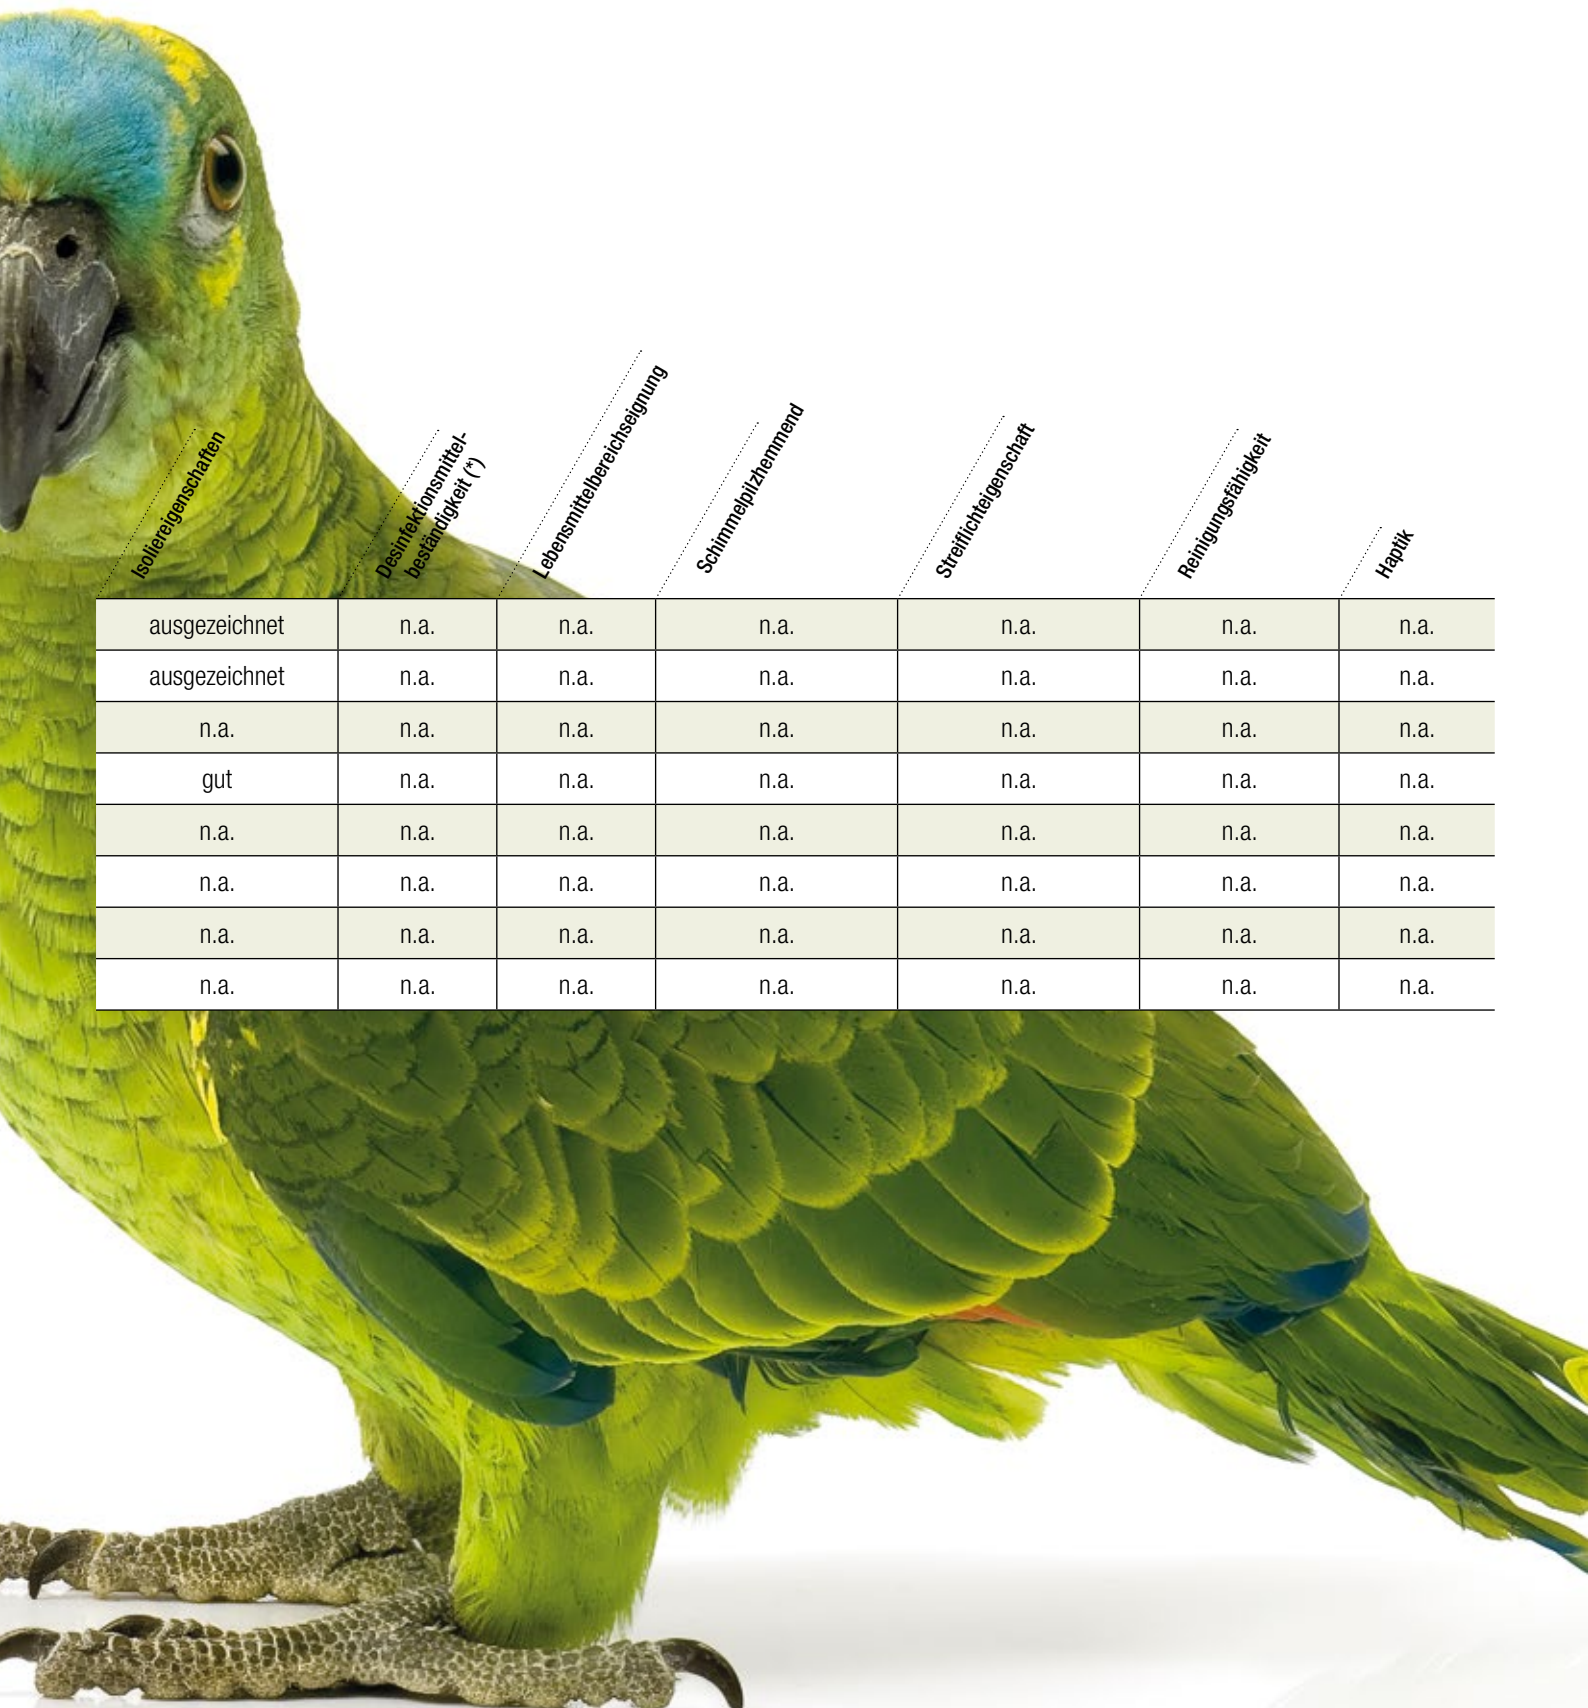 Isoliereigenschaften
Desinfektionsmittel-
beständigkeit (*)
Lebensmittelbereichseignung
Schimmelpilzhemmend
Streiflichteigenschaft
Reinigungsfähigkeit
Haptik
ausgezeichnet n.a. n.a. n.a. n.a. n.a. n.a.
ausgezeichnet n.a. n.a. n.a. n.a. n.a. n.a.
n.a. n.a. n.a. n.a. n.a. n.a. n.a.
gut n.a. n.a. n.a. n.a. n.a. n.a.
n.a. n.a. n.a. n.a. n.a. n.a. n.a.
n.a. n.a. n.a. n.a. n.a. n.a. n.a.
n.a. n.a. n.a. n.a. n.a. n.a. n.a.
n.a. n.a. n.a. n.a. n.a. n.a. n.a.